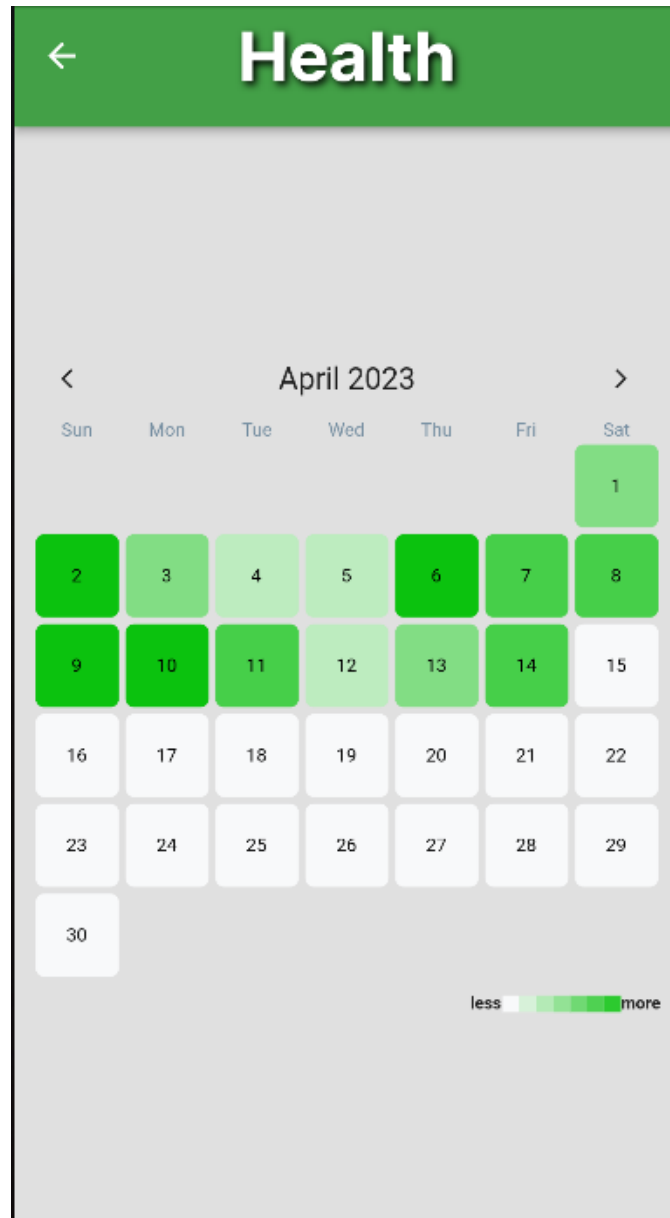 Health
April 2023
Sun Mon Tue Wed Thu Fri Sat
1
2 3 4 5 6 7 8
9 10 11 12 13 14 15
16 17 18 19 20 21 22
23 24 25 26 27 28 29
30
less more